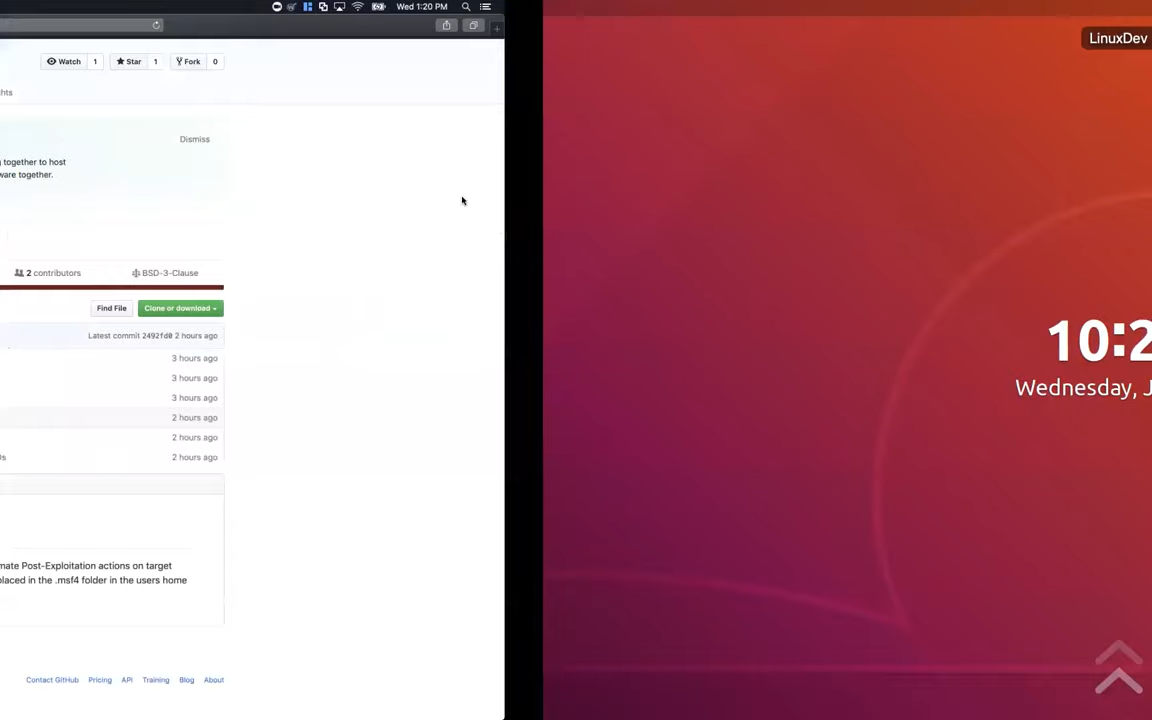 Wed 1:20 PM
LinuxDev
Watch 1 Star 1 Fork 0
hts
Dismiss
together to host
ware together.
2 contributors BSD-3-Clause
Find File Clone or download
Latest commit 2492fd0 2 hours ago
3 hours ago
3 hours ago
3 hours ago
2 hours ago
2 hours ago
2 hours ago
mate Post-Exploitation actions on target
placed in the .msf4 folder in the users home
Contact GitHub Pricing API Training Blog About
10:2
Wednesday, J